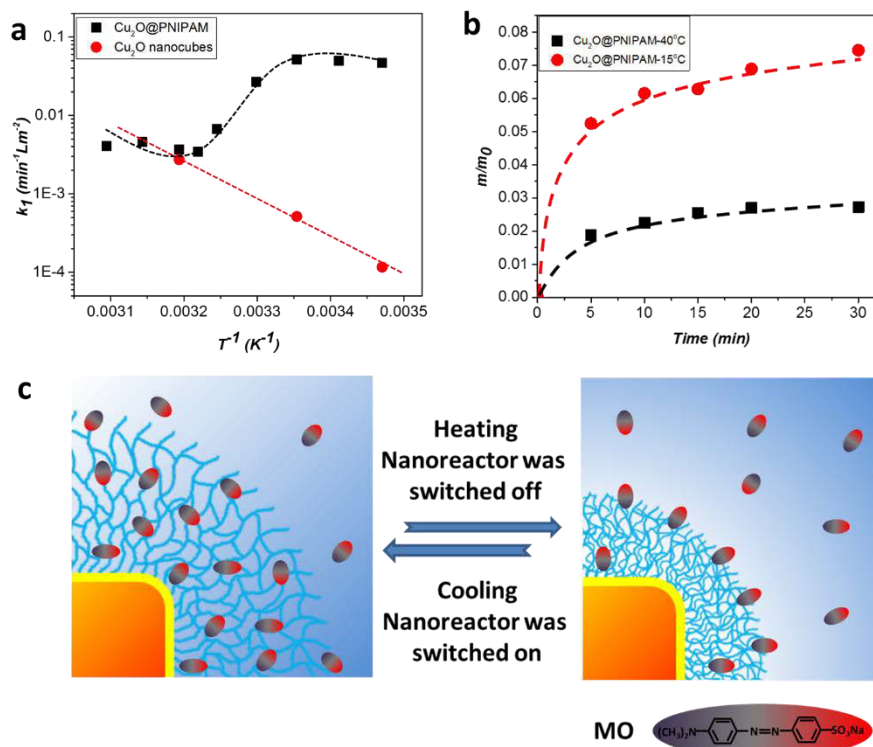 a
Cu₂O@PNIPAM
Cu₂O nanocubes
k₁ (min⁻¹Lm⁻²)
0.1
0.01
1E-3
1E-4
0.0031 0.0032 0.0033 0.0034 0.0035
T⁻¹ (K⁻¹)
b
Cu₂O@PNIPAM-40°C
Cu₂O@PNIPAM-15°C
m/m₀
0.08
0.07
0.06
0.05
0.04
0.03
0.02
0.01
0.00
0 5 10 15 20 25 30
Time (min)
c
Heating
Nanoreactor was
switched off
Cooling
Nanoreactor was
switched on
MO
(CH₃)₂N N=N SO₃Na